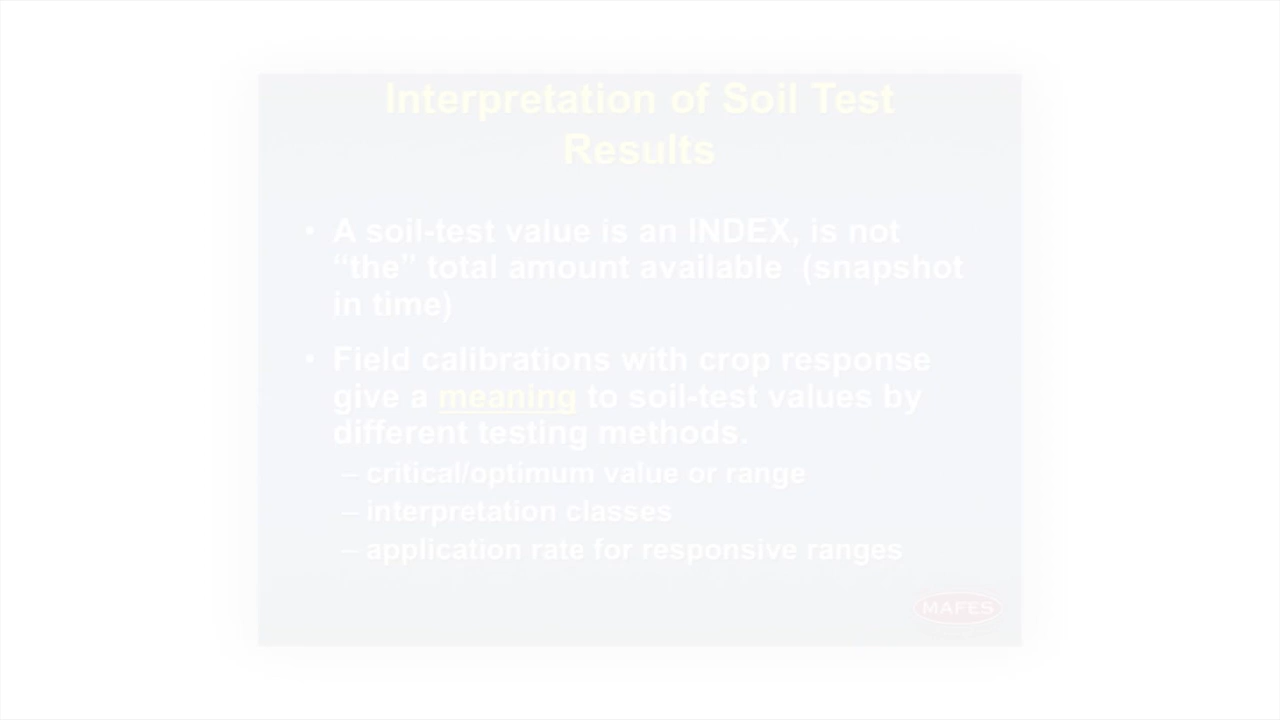 Interpretation of Soil Test
Results
• A soil-test value is an INDEX, is not
“the” total amount available (snapshot
in time)
• Field calibrations with crop response
give a meaning to soil-test values by
different testing methods.
– critical/optimum value or range
– interpretation classes
– application rate for responsive ranges
MAFES